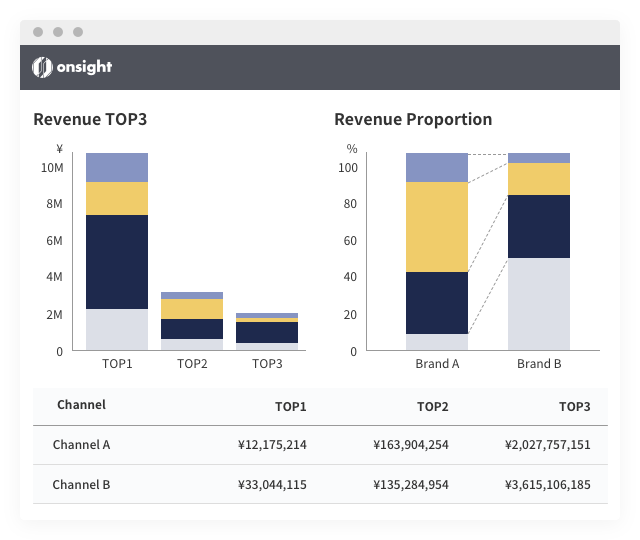 onsight
Revenue TOP3
¥
10M
8M
6M
4M
2M
0
TOP1 TOP2 TOP3
Revenue Proportion
%
100
80
60
40
20
0
Brand A Brand B
Channel TOP1 TOP2 TOP3
Channel A ¥12,175,214 ¥163,904,254 ¥2,027,757,151
Channel B ¥33,044,115 ¥135,284,954 ¥3,615,106,185